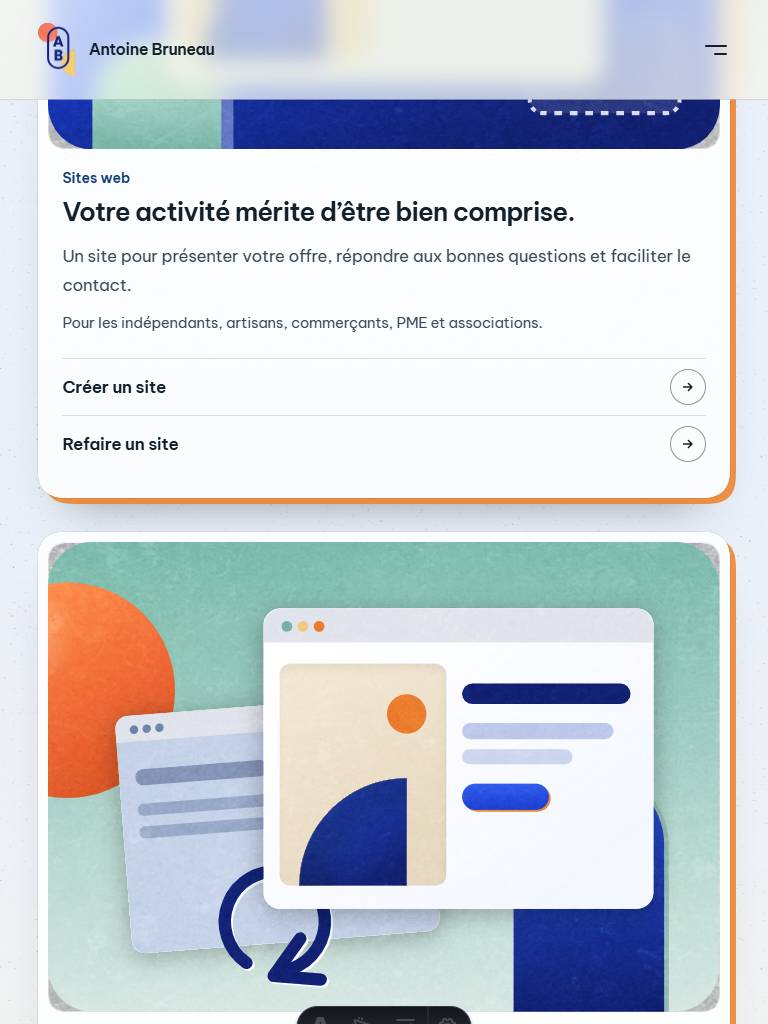 A
B
Antoine Bruneau
Sites web
Votre activité mérite d’être bien comprise.
Un site pour présenter votre offre, répondre aux bonnes questions et faciliter le
contact.
Pour les indépendants, artisans, commerçants, PME et associations.
Créer un site
Refaire un site